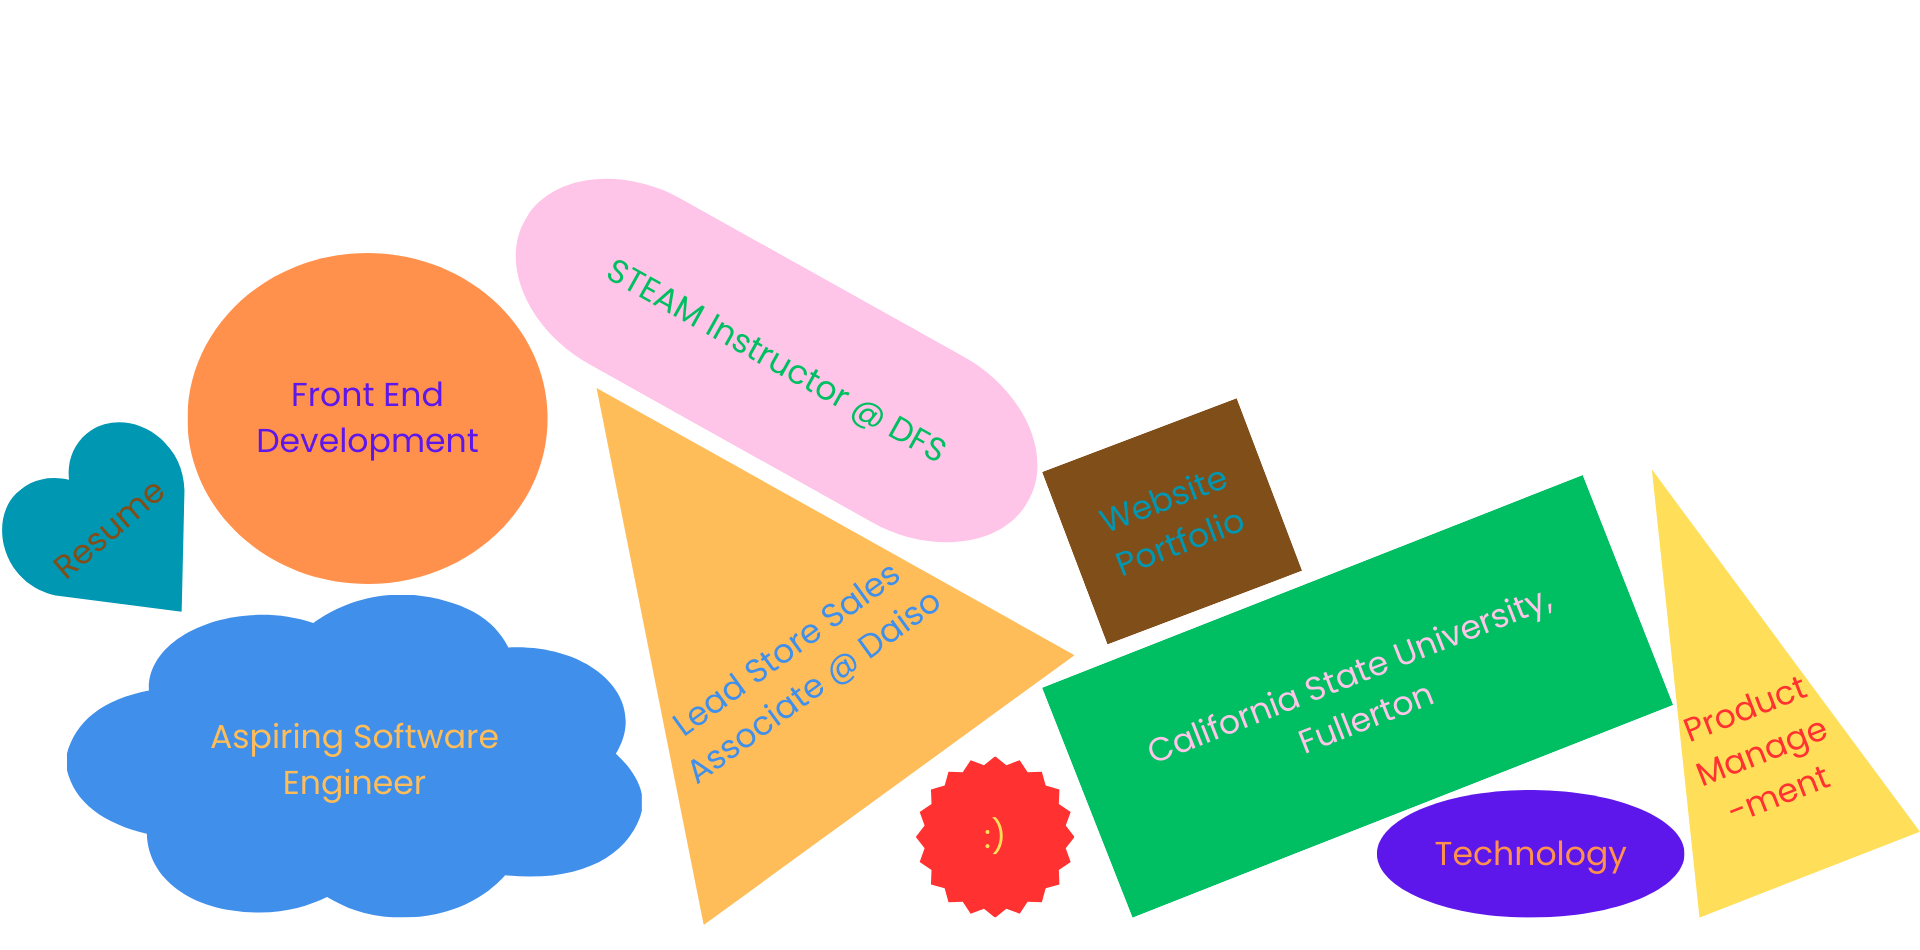 Resume
Front End
Development
STEAM Instructor @ DFS
Aspiring Software
Engineer
Lead Store Sales
Associate @ Daiso
:)
Website
Portfolio
California State University,
Fullerton
Technology
Product
Manage
-ment